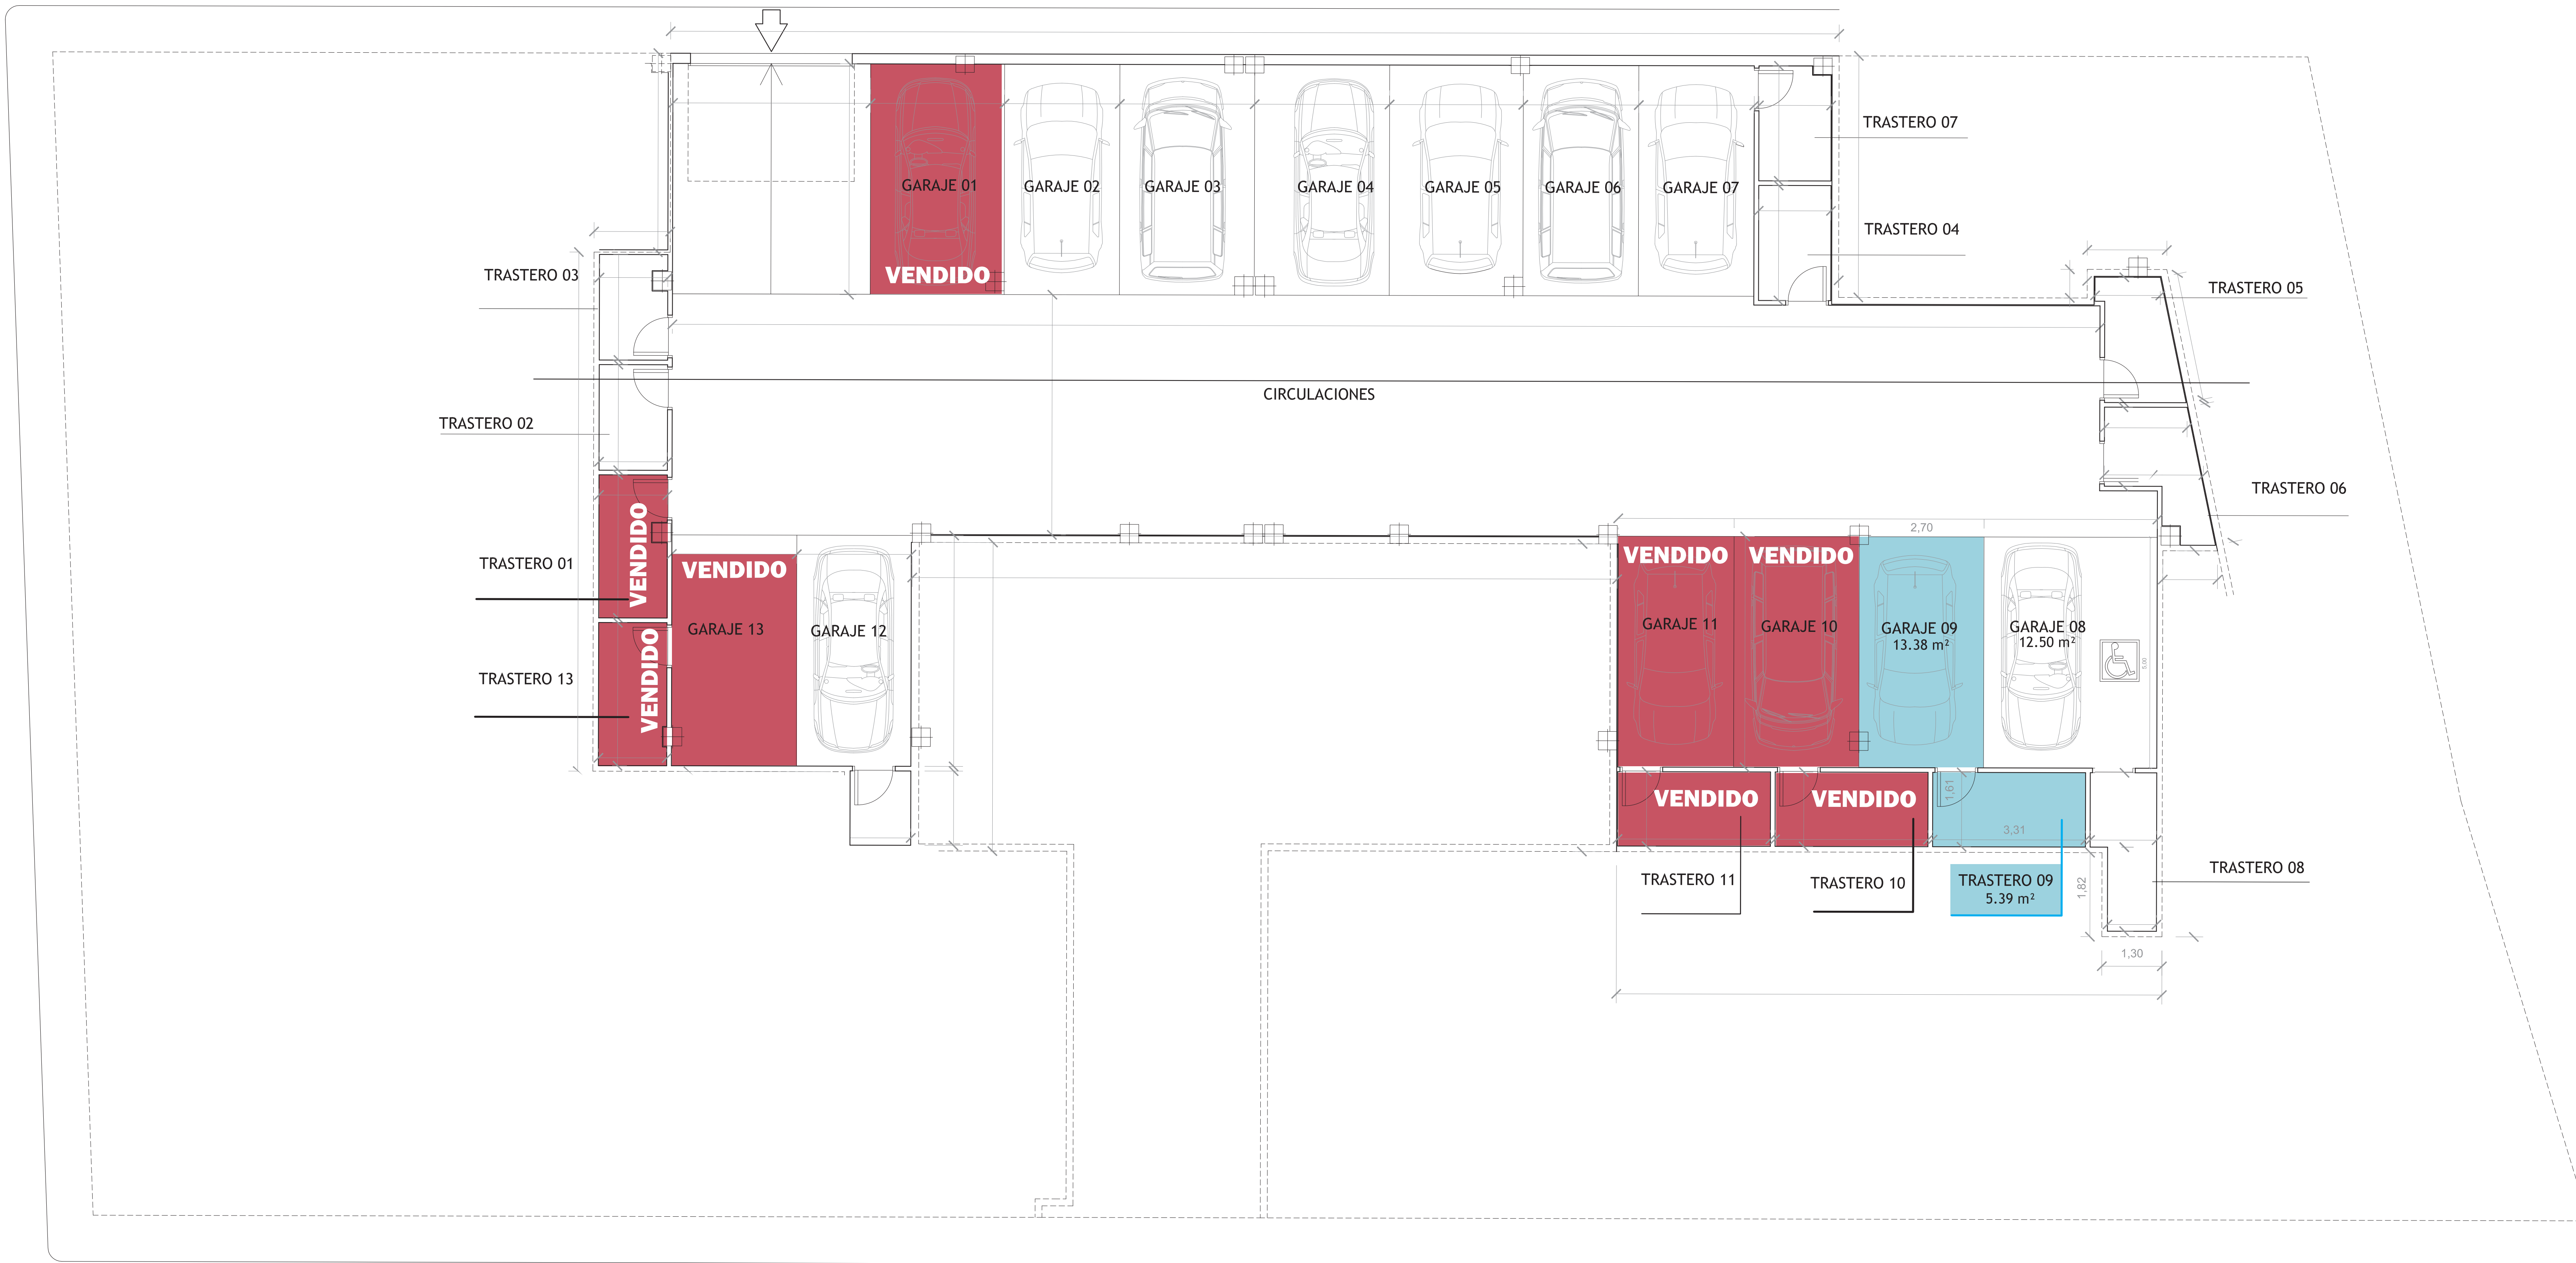 TRASTERO 07
GARAJE 01
GARAJE 02
GARAJE 03
GARAJE 04
GARAJE 05
GARAJE 06
GARAJE 07
TRASTERO 04
VENDIDO
TRASTERO 03
TRASTERO 05
CIRCULACIONES
TRASTERO 02
TRASTERO 06
2,70
VENDIDO
TRASTERO 01
VENDIDO
VENDIDO
VENDIDO
GARAJE 13
GARAJE 12
GARAJE 11
GARAJE 10
GARAJE 09
13.38 m²
GARAJE 08
12.50 m²
5,00
VENDIDO
TRASTERO 13
VENDIDO
VENDIDO
1,61
3,31
TRASTERO 11
TRASTERO 10
TRASTERO 09
5.39 m²
1,82
TRASTERO 08
1,30